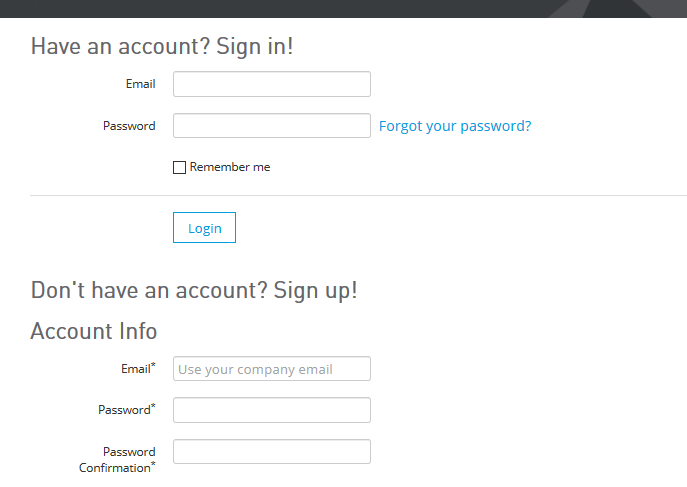 Have an account? Sign in!
Email
Password
Forgot your password?
Remember me
Login
Don't have an account? Sign up!
Account Info
Email*
Use your company email
Password*
Password
Confirmation*